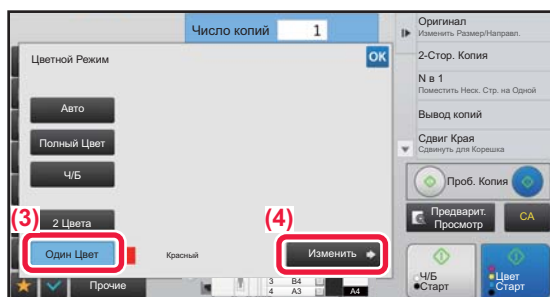 Число копий 1
Цветной Режим
OK
Авто
Полный Цвет
Ч/Б
(3)
2 Цвета
Один Цвет
Красный
(4)
Изменить
Прочие
3 B4
4 A3
A4
Оригинал
Изменить Размер/Направл.
2-Стор. Копия
N в 1
Поместить Неск. Стр. на Одной
Вывод копий
Сдвиг Края
Сдвинуть для Корешка
Проб. Копия
Предварит.
Просмотр
CA
Ч/Б
Старт
Цвет
Старт